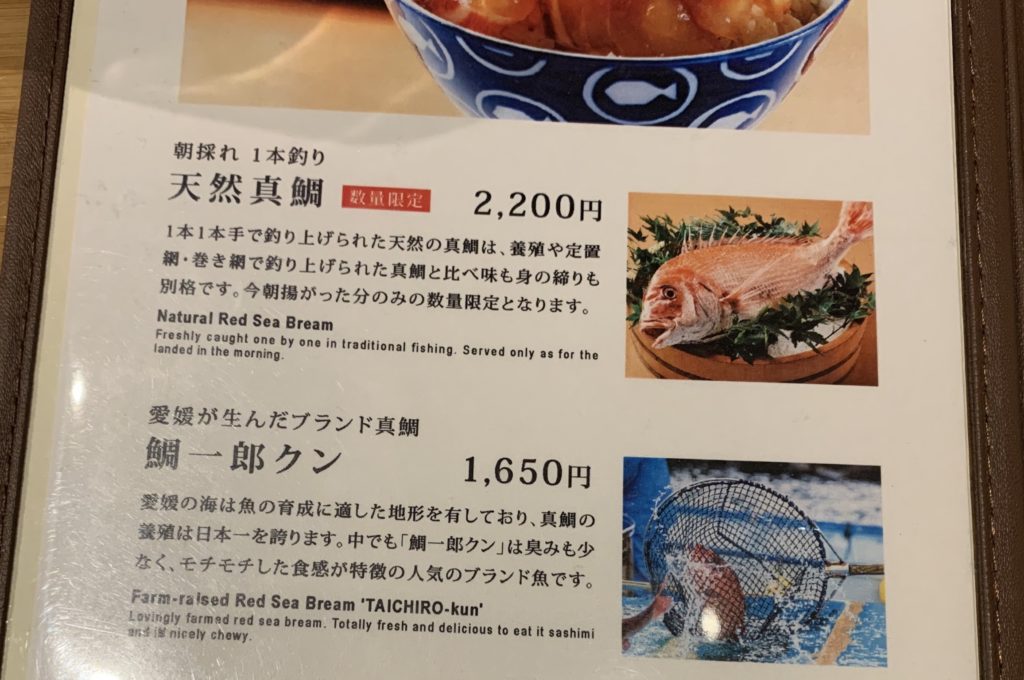 朝採れ 1本釣り
天然真鯛 数量限定 2,200円
1本1本手で釣り上げられた天然の真鯛は、養殖や定置
網・巻き網で釣り上げられた真鯛と比べ味も身の締りも
別格です。今朝揚がった分のみの数量限定となります。
Natural Red Sea Bream
Freshly caught one by one in traditional fishing. Served only as for the
landed in the morning.
愛媛が生んだブランド真鯛
鯛一郎クン 1,650円
愛媛の海は魚の育成に適した地形を有しており、真鯛の
養殖は日本一を誇ります。中でも「鯛一郎クン」は臭みも少
なく、モチモチした食感が特徴の人気のブランド魚です。
Farm-raised Red Sea Bream 'TAICHIRO-kun'
Lovingly farmed red sea bream. Totally fresh and delicious to eat it sashimi
and nicely chewy.